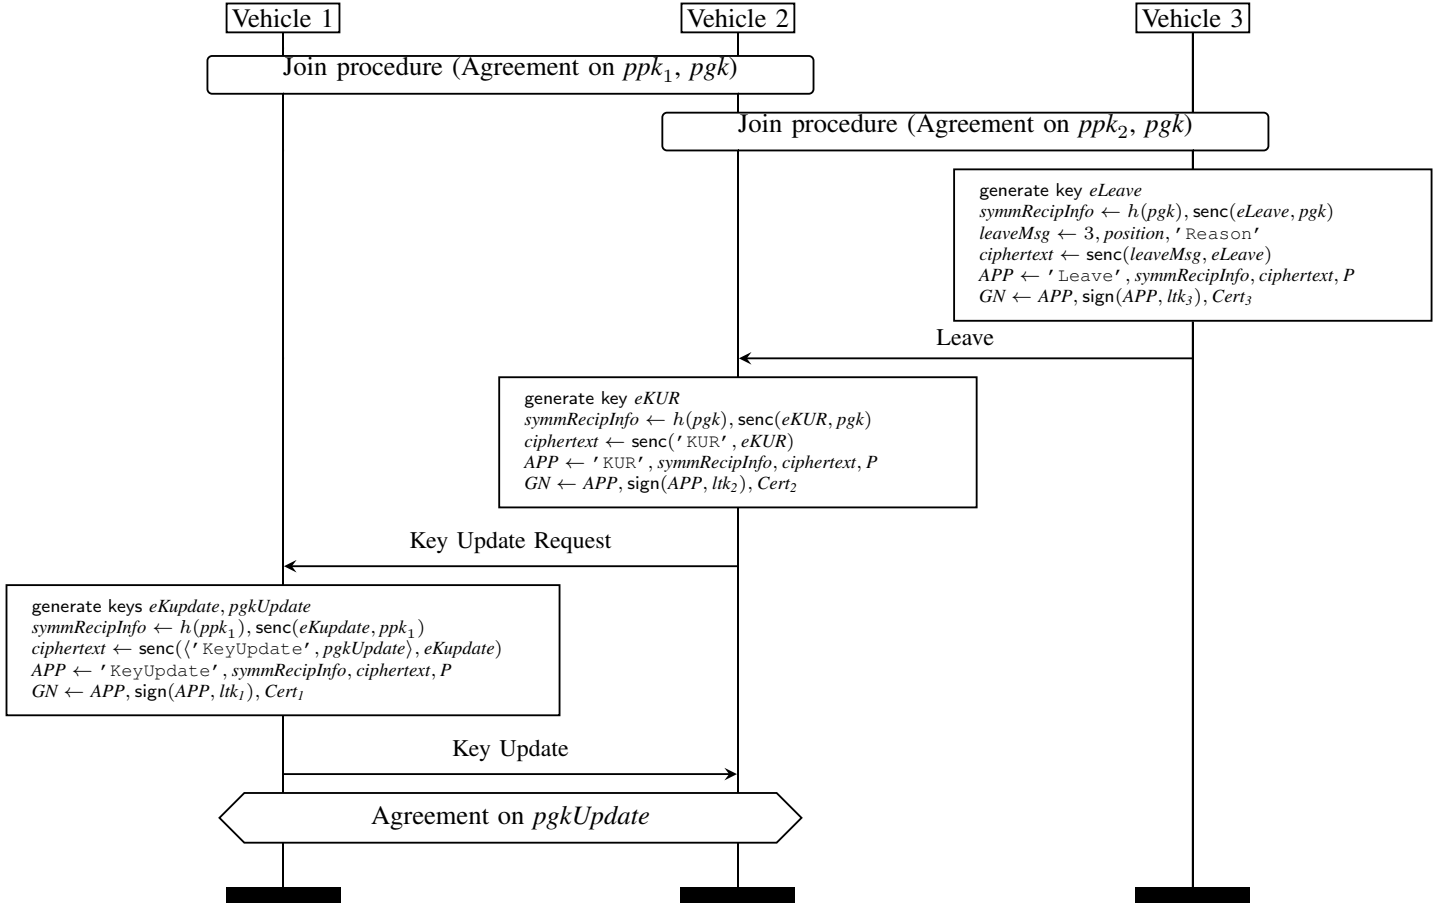 Vehicle 1
Vehicle 2
Vehicle 3
Join procedure (Agreement on ppk₁, pgk)
Join procedure (Agreement on ppk₂, pgk)
generate key eLeave
symmRecipInfo ← h(pgk), senc(eLeave, pgk)
leaveMsg ← 3, position, 'Reason'
ciphertext ← senc(leaveMsg, eLeave)
APP ← 'Leave', symmRecipInfo, ciphertext, P
GN ← APP, sign(APP, ltk₃), Cert₃
Leave
generate key eKUR
symmRecipInfo ← h(pgk), senc(eKUR, pgk)
ciphertext ← senc('KUR', eKUR)
APP ← 'KUR', symmRecipInfo, ciphertext, P
GN ← APP, sign(APP, ltk₂), Cert₂
Key Update Request
generate keys eKupdate, pgkUpdate
symmRecipInfo ← h(ppk₁), senc(eKupdate, ppk₁)
ciphertext ← senc(⟨'KeyUpdate', pgkUpdate⟩, eKupdate)
APP ← 'KeyUpdate', symmRecipInfo, ciphertext, P
GN ← APP, sign(APP, ltk₁), Cert₁
Key Update
Agreement on pgkUpdate